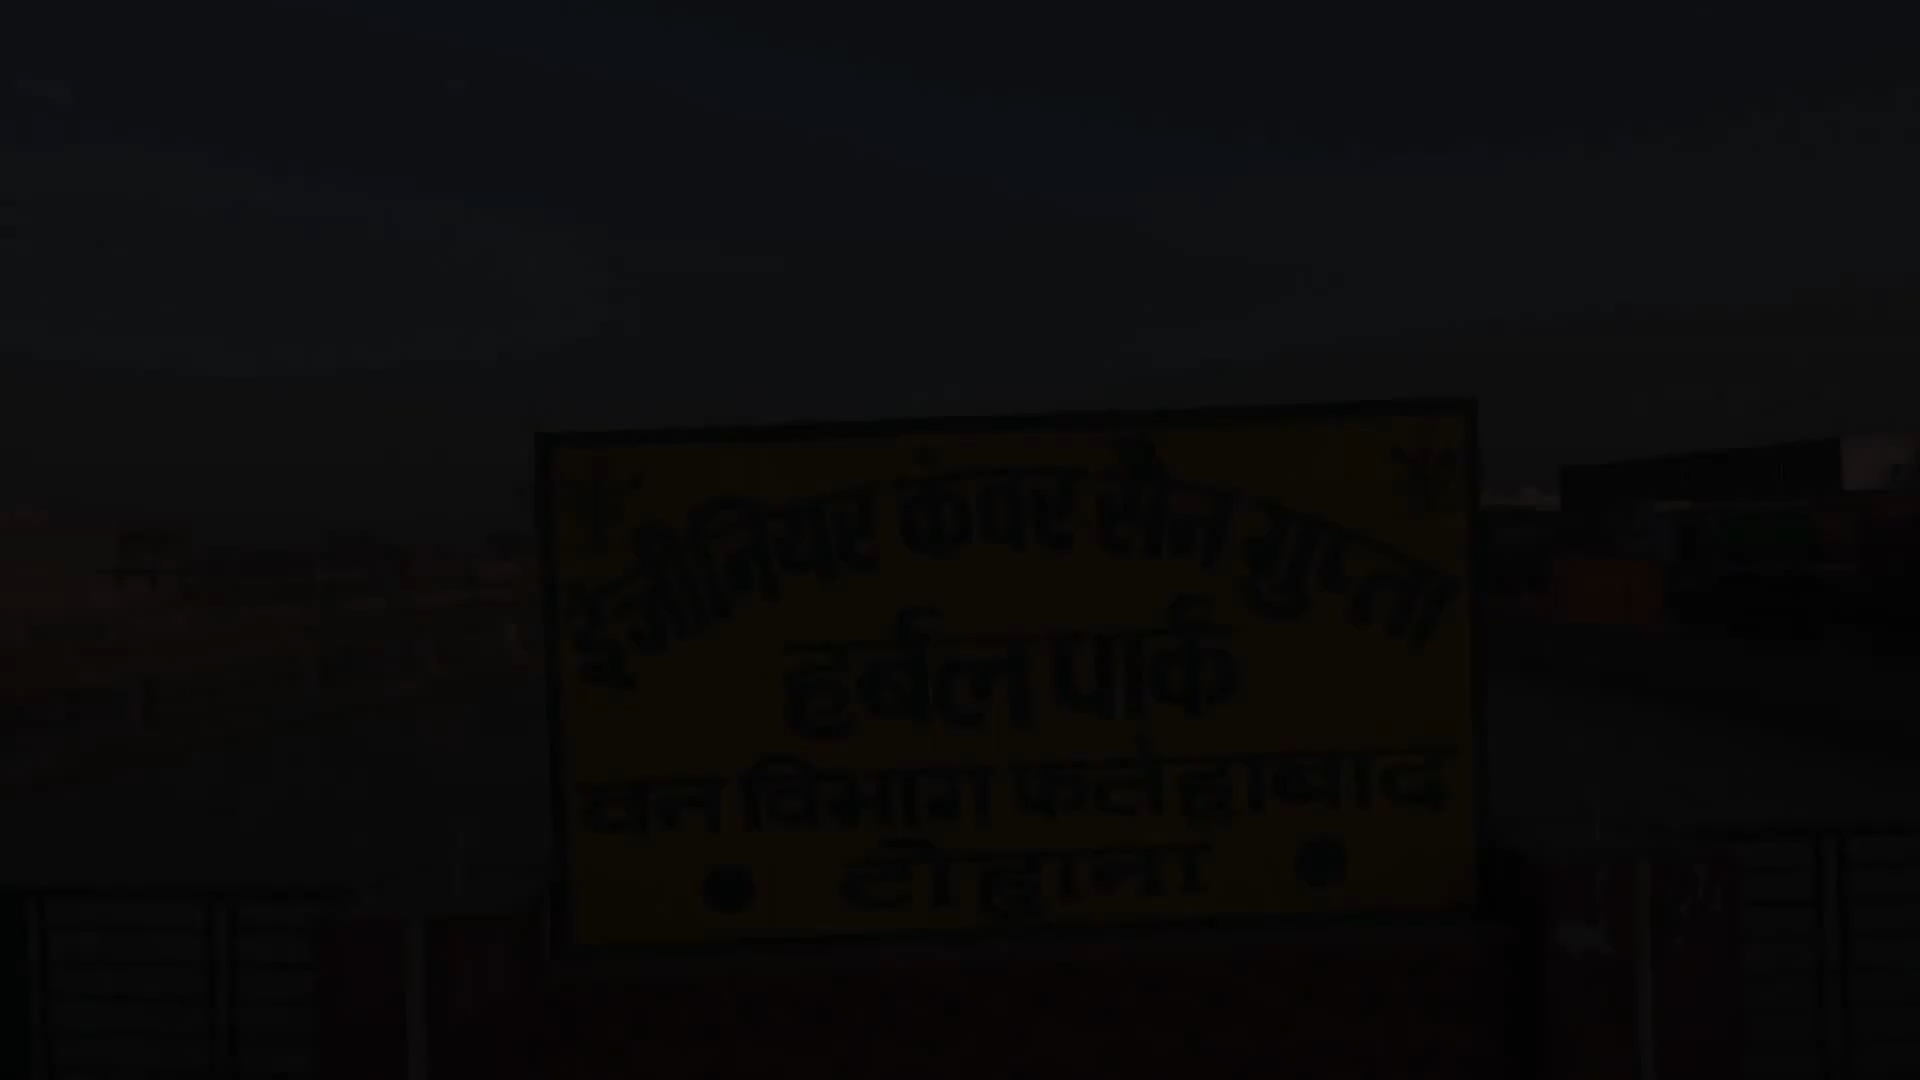 इंजीनियर कंवर सैन गुप्ता
हर्बल पार्क
वन विभाग फतेहाबाद
टोहाना